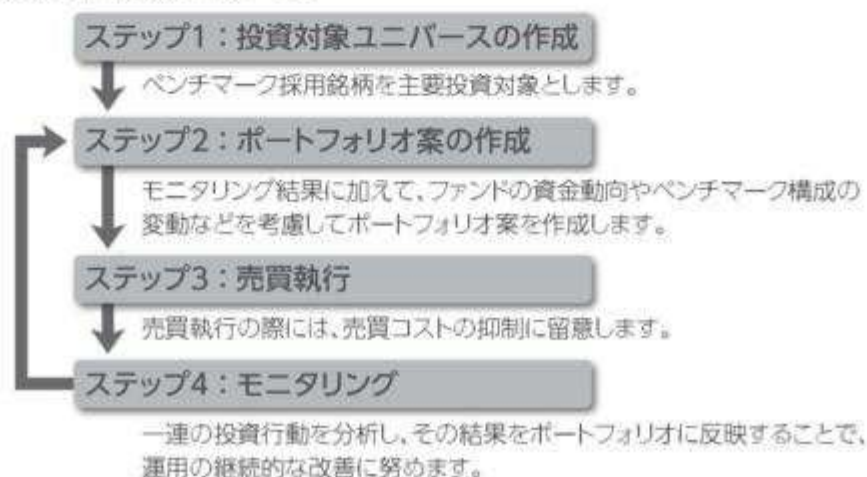 ステップ1：投資対象ユニバースの作成
ベンチマーク採用銘柄を主要投資対象とします。
ステップ2：ポートフォリオ案の作成
モニタリング結果に加えて、ファンドの資金動向やベンチマーク構成の
変動などを考慮してポートフォリオ案を作成します。
ステップ3：売買執行
売買執行の際には、売買コストの抑制に留意します。
ステップ4：モニタリング
一連の投資行動を分析し、その結果をポートフォリオに反映することで、
運用の継続的な改善に努めます。